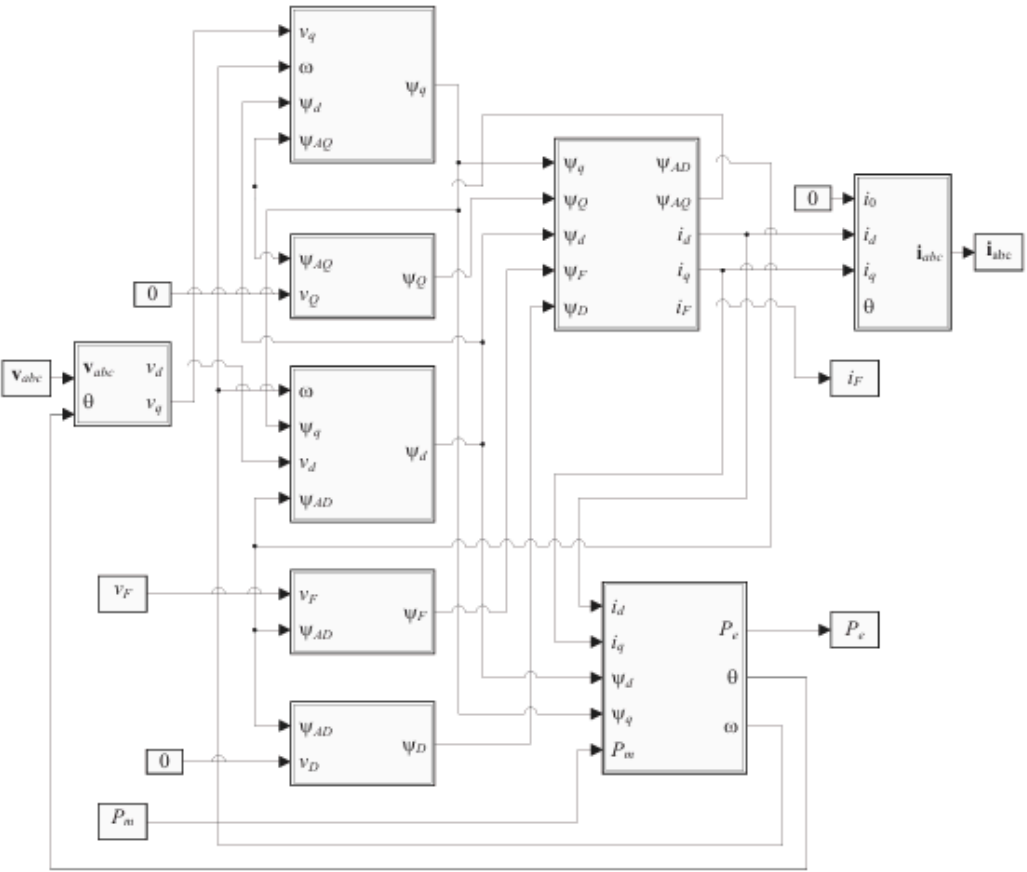 v_q
ω
ψ_d
ψ_AQ
ψ_q
ψ_AQ
v_Q
ψ_Q
0
v_abc
v_abc
θ
v_d
v_q
ω
ψ_q
v_d
ψ_AD
ψ_d
v_F
v_F
ψ_AD
ψ_F
ψ_AD
v_D
ψ_D
0
P_m
ψ_q
ψ_Q
ψ_d
ψ_F
ψ_D
ψ_AD
ψ_AQ
i_d
i_q
i_F
0
i_0
i_d
i_q
θ
i_abc
i_abc
i_F
i_d
i_q
ψ_d
ψ_q
P_m
P_e
θ
ω
P_e